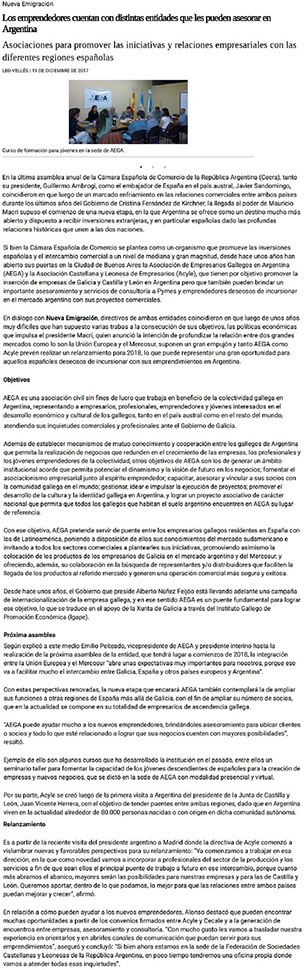 Nueva Emigración
Los emprendedores cuentan con distintas entidades que les pueden asesorar en
Argentina
Asociaciones para promover las iniciativas y relaciones empresariales con las
diferentes regiones españolas
LEO VELLÉS | 19 DE DICIEMBRE DE 2017
AEGA
Curso de formación para jóvenes en la sede de AEGA.
En la última asamblea anual de la Cámara Española de Comercio de la República Argentina (Cecra), tanto
su presidente, Guillermo Ambrogi, como el embajador de España en el país austral, Javier Sandomingo,
coincidieron en que luego de un marcado enfriamiento en las relaciones comerciales entre ambos países
durante los últimos años del Gobierno de Cristina Fernández de Kirchner, la llegada al poder de Mauricio
Macri supuso el comienzo de una nueva etapa, en la que Argentina se ofrece como un destino mucho más
abierto y dispuesto a recibir inversiones extranjeras, y en particular españolas dado las profundas
relaciones históricas que unen a las dos naciones.
Si bien la Cámara Española de Comercio se plantea como un organismo que promueve las inversiones
españolas y el intercambio comercial a un nivel de mediana y gran magnitud, desde hace unos años han
abierto sus puertas en la Ciudad de Buenos Aires la Asociación de Empresarios Gallegos en Argentina
(AEGA) y la Asociación Castellana y Leonesa de Empresarios (Acyle), que tienen por objetivo promover la
inserción de empresas de Galicia y Castilla y León en Argentina pero que también pueden brindar un
importante asesoramiento y servicios de consultoría a Pymes y emprendedores deseosos de incursionar
en el mercado argentino con sus proyectos comerciales.
En diálogo con Nueva Emigración, directivos de ambas entidades coincidieron en que luego de unos años
muy difíciles que han supuesto varias trabas a la consecución de sus objetivos, las políticas económicas
que impulsa el presidente Macri, quien anunció la intención de profundizar la relación entre dos grandes
mercados como lo son la Unión Europea y el Mercosur, suponen un gran empujón y tanto AEGA como
Acyle prevén realizar un relanzamiento para 2018, lo que puede representar una gran oportunidad para
aquellos españoles deseosos de incursionar con sus emprendimientos en Argentina.
Objetivos
AEGA es una asociación civil sin fines de lucro que trabaja en beneficio de la colectividad gallega en
Argentina, representando a empresarios, profesionales, emprendedores y jóvenes interesados en el
desarrollo económico y cultural de los gallegos, tanto en el país austral como en el resto del mundo,
atendiendo sus inquietudes comerciales y profesionales ante el Gobierno de Galicia.
Además de establecer mecanismos de mutuo conocimiento y cooperación entre los gallegos de Argentina
que permita la realización de negocios que redunden en el crecimiento de las empresas, los profesionales y
los jóvenes emprendedores de la colectividad, otros objetivos de AEGA son los de generar un ámbito
institucional acorde que permita potenciar el dinamismo y la visión de futuro en los negocios; fomentar el
asociacionismo empresarial junto al espíritu emprendedor; capacitar, asesorar y vincular a sus socios con
la comunidad gallega en el mundo; gestionar, idear e impulsar la ejecución de proyectos; promover el
desarrollo de la cultura y la identidad gallega en Argentina, y lograr un proyecto asociativo de carácter
nacional que permita que todos los gallegos que habitan el suelo argentino encuentren en AEGA su lugar
de referencia.
Con ese objetivo, AEGA pretende servir de puente entre los empresarios gallegos residentes en España con
los de Latinoamérica, poniendo a disposición de ellos sus conocimientos del mercado sudamericano e
invitando a todos los sectores comerciales a plantearles sus iniciativas, promoviendo asimismo la
colocación de los productos de los empresarios de Galicia en el mercado argentino y del Mercosur, y
ofreciendo, además, su colaboración en la búsqueda de representantes y/o distribuidores que faciliten la
llegada de los productos al referido mercado y generen una operación comercial más segura y exitosa.
Desde hace unos años, el Gobierno que preside Alberto Núñez Feijóo está llevando adelante una campaña
de internacionalización de la empresa gallega, y en ese sentido AEGA es un puente fundamental para lograr
ese objetivo, lo que se traduce en el apoyo de la Xunta de Galicia a través del Instituto Gallego de
Promoción Económica (Igape).
Próxima asamblea
Según explicó a este medio Emilio Peiteado, vicepresidente de AEGA y presidente interino hasta la
realización de la próxima asamblea de la entidad, que tendrá lugar a comienzos de 2018, la integración
entre la Unión Europea y el Mercosur “abre unas expectativas muy importantes para nosotros, porque eso
va a facilitar mucho el intercambio entre Galicia, España y otros países europeos y Argentina”.
Con estas perspectivas renovadas, la nueva etapa que encarará AEGA también contemplará la de ampliar
sus funciones a otras regiones de España más allá de Galicia, con el fin de ampliar su número de socios,
que en la actualidad se compone en su totalidad de empresarios de ascendencia gallega.
“AEGA puede ayudar mucho a los nuevos emprendedores, brindándoles asesoramiento para ubicar clientes
o socios y todo lo que esté relacionado a lograr que sus negocios cuenten con mayores posibilidades”,
resaltó.
Ejemplo de ello son algunos cursos que ha desarrollado la institución en el pasado, entre ellos un
seminario taller para fomentar la capacidad de los jóvenes descendientes de españoles para la creación de
empresas y nuevos negocios, que se dictó en la sede de AEGA con modalidad presencial y virtual.
Por su parte, Acyle se creó luego de la primera visita a Argentina del presidente de la Junta de Castilla y
León, Juan Vicente Herrera, con el objetivo de tender puentes entre ambas regiones, dado que en Argentina
viven en la actualidad alrededor de 80.000 personas nacidas o con origen en dicha comunidad autónoma.
Relanzamiento
Es a partir de la reciente visita del presidente argentino a Madrid donde la directiva de Acyle comenzó a
vislumbrar nuevas y favorables perspectivas para su relanzamiento: “Ya comenzamos a trabajar en esa
dirección, en la que como novedad vamos a incorporar a profesionales del sector de la producción y los
servicios a fin de que sean ellos el principal puente de trabajo a futuro en ese intercambio, porque cuanto
más abramos el abanico, mayores serán las posibilidades para nuestras empresas y para las de Castilla y
León. Queremos aportar, dentro de lo que podamos, lo mejor para que las relaciones entre ambos países
puedan mejorar y crecer”, afirmó.
En relación a cómo pueden ayudar a los nuevos emprendedores, Alonso destacó que pueden encontrar
muchas oportunidades a partir de los convenios firmados entre Acyle y Cecale y a la generación de
encuentros entre empresas, asesoramiento y consultoría. “Con mucho gusto les vamos a trasladar nuestra
experiencia en orientarlos y en abrirles canales de comunicación que puedan servir para sus
emprendimientos”, aseguró y concluyó: “Si bien ahora estamos en la sede de la Federación de Sociedades
Castellanas y Leonesas de la República Argentina, en poco tiempo tendremos una oficina propia donde
vamos a atender todas esas inquietudes”.